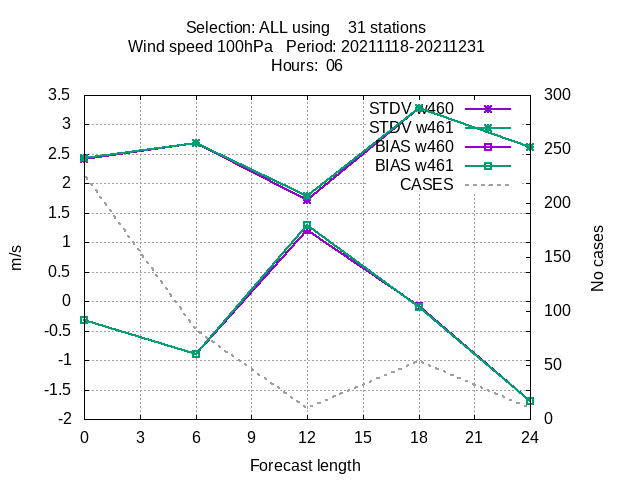 Selection: ALL using    31 stations
Wind speed 100hPa   Period: 20211118-20211231
Hours:  06
3.5
3
2.5
2
1.5
1
0.5
0
-0.5
-1
-1.5
-2
m/s
STDV w460
STDV w461
BIAS w460
BIAS w461
CASES
300
250
200
150
100
50
0
No cases
0 3 6 9 12 15 18 21 24
Forecast length